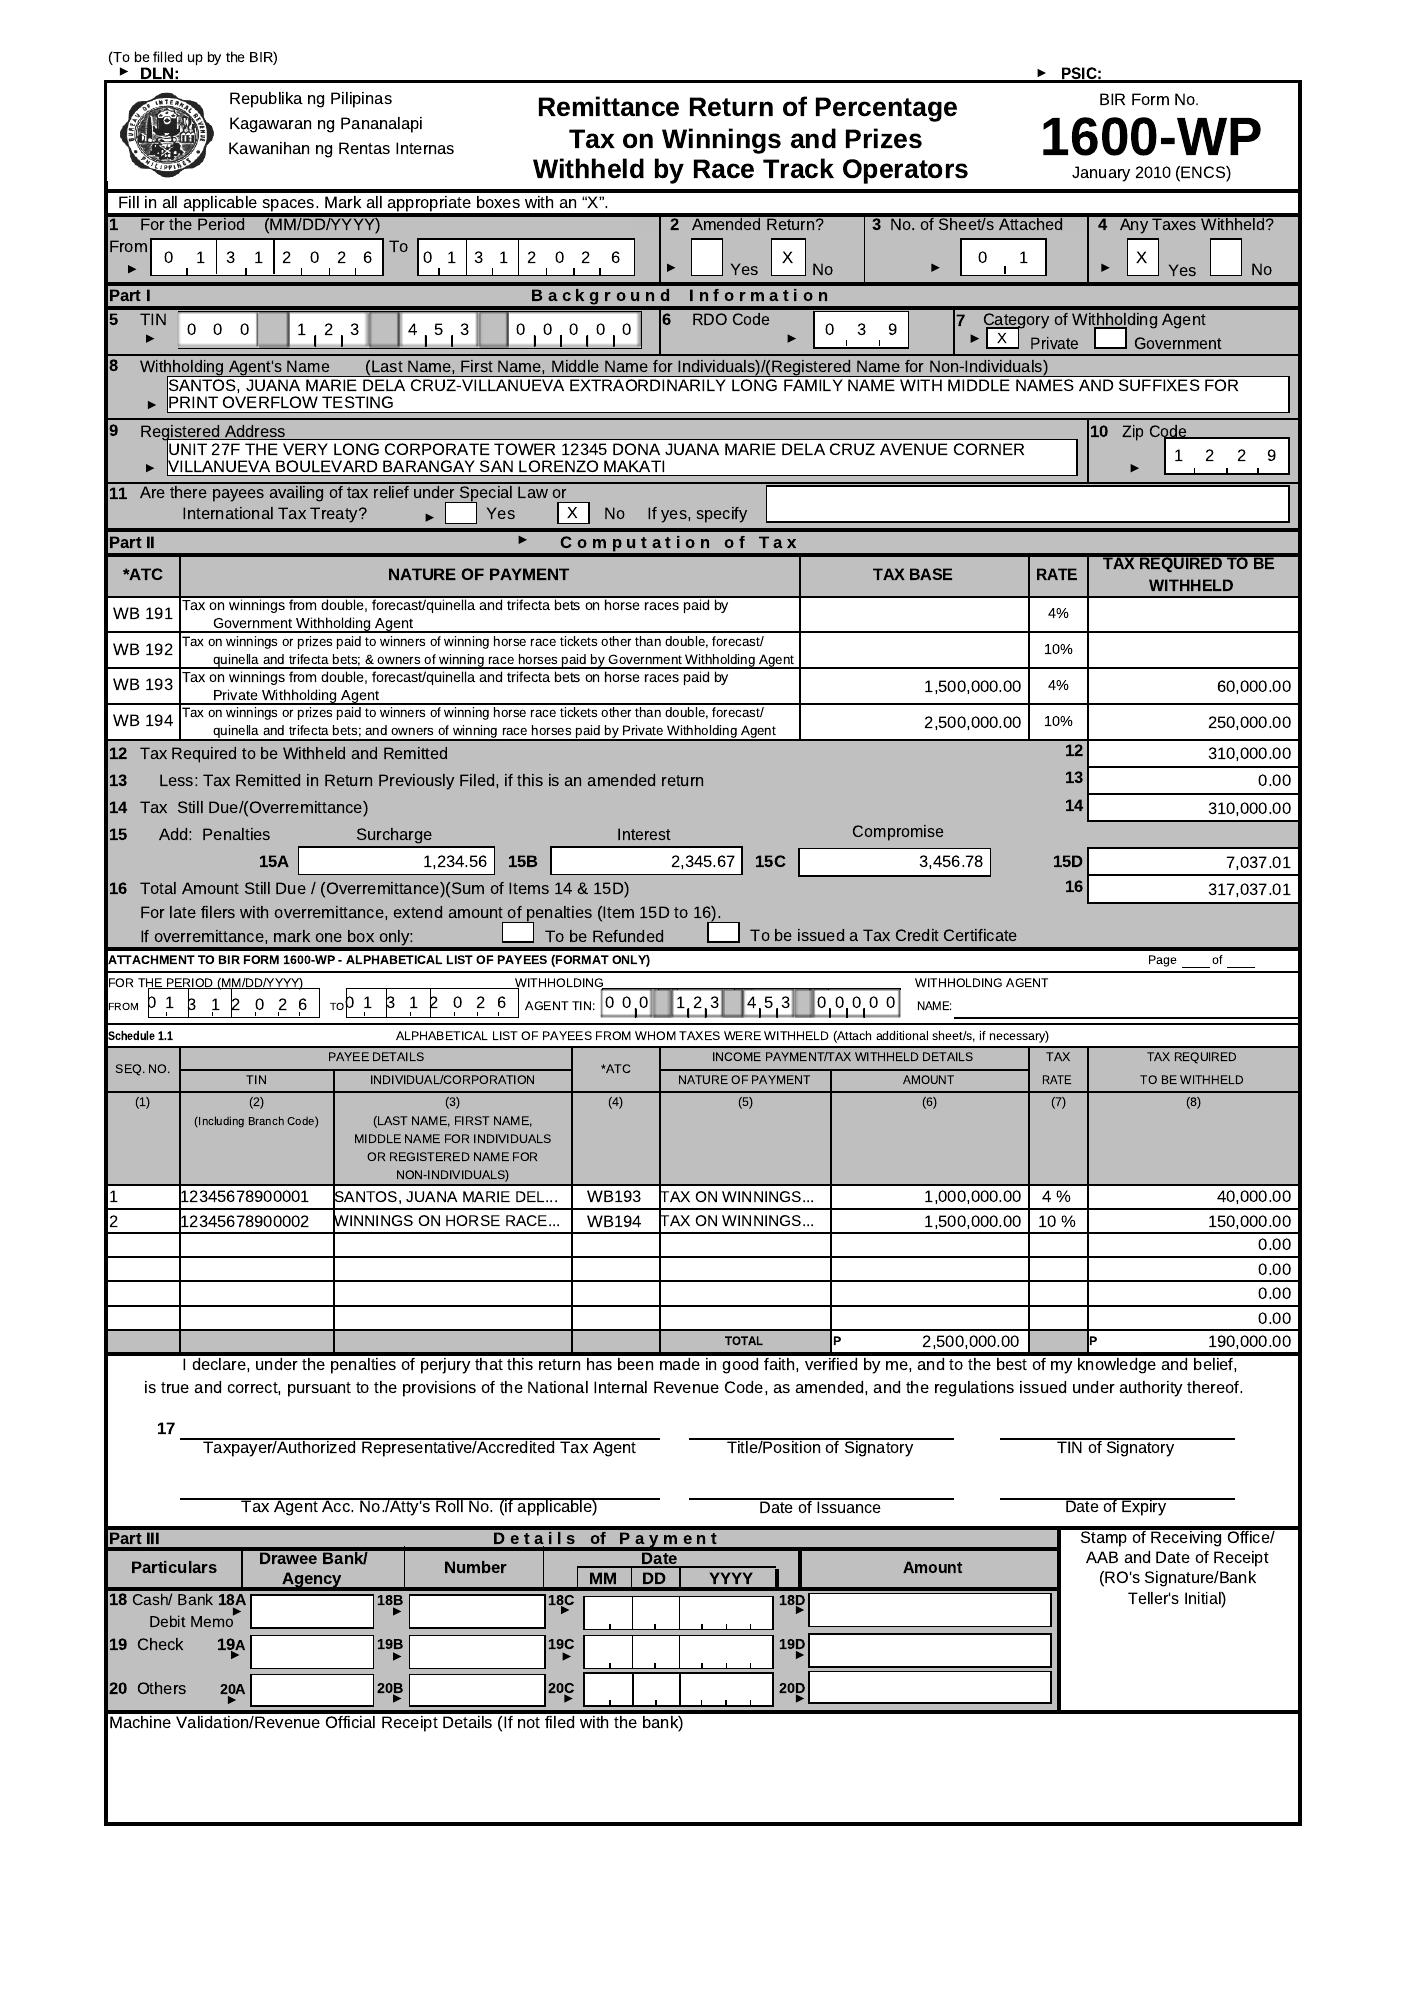 (To be filled up by the BIR)
DLN: PSIC:
Republika ng Pilipinas
Kagawaran ng Pananalapi
Kawanihan ng Rentas Internas
BUREAU OF INTERNAL REVENUE PHILIPPINES
Remittance Return of Percentage
Tax on Winnings and Prizes
Withheld by Race Track Operators
BIR Form No.
1600-WP
January 2010 (ENCS)
Fill in all applicable spaces. Mark all appropriate boxes with an “X”.
1 For the Period (MM/DD/YYYY) 2 Amended Return? 3 No. of Sheet/s Attached 4 Any Taxes Withheld?
From 0 1 3 1 2 0 2 6 To 0 1 3 1 2 0 2 6 Yes X No 0 1 X Yes No
Part I Background Information
5 TIN 0 0 0 1 2 3 4 5 3 0 0 0 0 0 6 RDO Code 0 3 9 7 Category of Withholding Agent
X Private Government
8 Withholding Agent's Name (Last Name, First Name, Middle Name for Individuals)/(Registered Name for Non-Individuals)
SANTOS, JUANA MARIE DELA CRUZ-VILLANUEVA EXTRAORDINARILY LONG FAMILY NAME WITH MIDDLE NAMES AND SUFFIXES FOR
PRINT OVERFLOW TESTING
9 Registered Address 10 Zip Code
UNIT 27F THE VERY LONG CORPORATE TOWER 12345 DONA JUANA MARIE DELA CRUZ AVENUE CORNER
VILLANUEVA BOULEVARD BARANGAY SAN LORENZO MAKATI
1 2 2 9
11 Are there payees availing of tax relief under Special Law or
International Tax Treaty? Yes X No If yes, specify
Part II Computation of Tax
*ATC NATURE OF PAYMENT TAX BASE RATE TAX REQUIRED TO BE
WITHHELD
WB 191 Tax on winnings from double, forecast/quinella and trifecta bets on horse races paid by
Government Withholding Agent 4%
WB 192 Tax on winnings or prizes paid to winners of winning horse race tickets other than double, forecast/
quinella and trifecta bets; & owners of winning race horses paid by Government Withholding Agent 10%
WB 193 Tax on winnings from double, forecast/quinella and trifecta bets on horse races paid by
Private Withholding Agent 1,500,000.00 4% 60,000.00
WB 194 Tax on winnings or prizes paid to winners of winning horse race tickets other than double, forecast/
quinella and trifecta bets; and owners of winning race horses paid by Private Withholding Agent 2,500,000.00 10% 250,000.00
12 Tax Required to be Withheld and Remitted 12 310,000.00
13 Less: Tax Remitted in Return Previously Filed, if this is an amended return 13 0.00
14 Tax Still Due/(Overremittance) 14 310,000.00
15 Add: Penalties Surcharge Interest Compromise
15A 1,234.56 15B 2,345.67 15C 3,456.78 15D 7,037.01
16 Total Amount Still Due / (Overremittance)(Sum of Items 14 & 15D) 16 317,037.01
For late filers with overremittance, extend amount of penalties (Item 15D to 16).
If overremittance, mark one box only: To be Refunded To be issued a Tax Credit Certificate
ATTACHMENT TO BIR FORM 1600-WP - ALPHABETICAL LIST OF PAYEES (FORMAT ONLY) Page ____ of ____
FOR THE PERIOD (MM/DD/YYYY) WITHHOLDING WITHHOLDING AGENT
FROM 0 1 3 1 2 0 2 6 TO 0 1 3 1 2 0 2 6 AGENT TIN: 0 0 0 1 2 3 4 5 3 0 0 0 0 0 NAME:
Schedule 1.1 ALPHABETICAL LIST OF PAYEES FROM WHOM TAXES WERE WITHHELD (Attach additional sheet/s, if necessary)
SEQ. NO. PAYEE DETAILS *ATC INCOME PAYMENT/TAX WITHHELD DETAILS TAX TAX REQUIRED
TIN INDIVIDUAL/CORPORATION NATURE OF PAYMENT AMOUNT RATE TO BE WITHHELD
(1) (2) (3) (4) (5) (6) (7) (8)
(Including Branch Code) (LAST NAME, FIRST NAME,
MIDDLE NAME FOR INDIVIDUALS
OR REGISTERED NAME FOR
NON-INDIVIDUALS)
1 12345678900001 SANTOS, JUANA MARIE DEL... WB193 TAX ON WINNINGS... 1,000,000.00 4 % 40,000.00
2 12345678900002 WINNINGS ON HORSE RACE... WB194 TAX ON WINNINGS... 1,500,000.00 10 % 150,000.00
0.00
0.00
0.00
0.00
TOTAL P 2,500,000.00 P 190,000.00
I declare, under the penalties of perjury that this return has been made in good faith, verified by me, and to the best of my knowledge and belief,
is true and correct, pursuant to the provisions of the National Internal Revenue Code, as amended, and the regulations issued under authority thereof.
17
Taxpayer/Authorized Representative/Accredited Tax Agent Title/Position of Signatory TIN of Signatory
Tax Agent Acc. No./Atty's Roll No. (if applicable) Date of Issuance Date of Expiry
Part III Details of Payment
Particulars Drawee Bank/
Agency Number Date
MM DD YYYY Amount
Stamp of Receiving Office/
AAB and Date of Receipt
(RO's Signature/Bank
Teller's Initial)
18 Cash/ Bank 18A 18B 18C 18D
Debit Memo
19 Check 19A 19B 19C 19D
20 Others 20A 20B 20C 20D
Machine Validation/Revenue Official Receipt Details (If not filed with the bank)